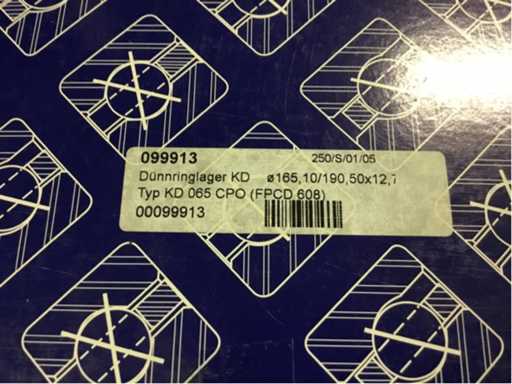 099913 250/S/01/05
Dünnringlager KD ø165,10/190,50x12,7
Typ KD 065 CPO (FPCD 608)
00099913